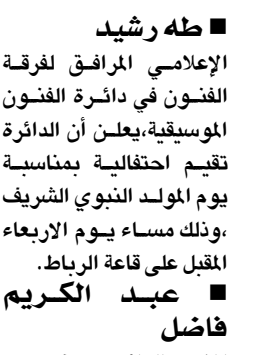 ■ طه رشيد
الإعلامي المرافق لفرقة
الفنون في دائرة الفنون
الموسيقية،يعلن أن الدائرة
تقيم احتفالية بمناسبة
يوم المولد النبوي الشريف
،وذلك مساء يوم الاربعاء
المقبل على قاعة الرباط.
■ عبد الكريم
فاضل